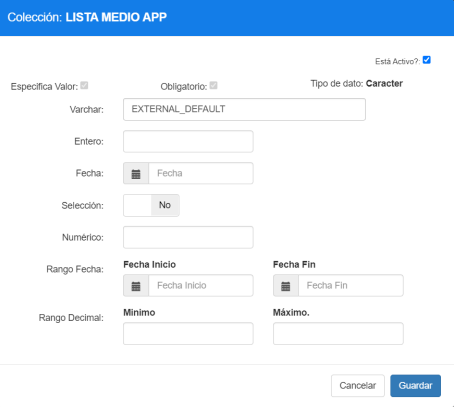 Colección: LISTA MEDIO APP
Está Activo?:
Especifica Valor:
Obligatorio:
Tipo de dato: Caracter
Varchar:
EXTERNAL_DEFAULT
Entero:
Fecha:
Fecha
Selección:
No
Numérico:
Rango Fecha:
Fecha Inicio
Fecha Fin
Fecha Inicio
Fecha Fin
Rango Decimal:
Minimo
Máximo.
Cancelar
Guardar